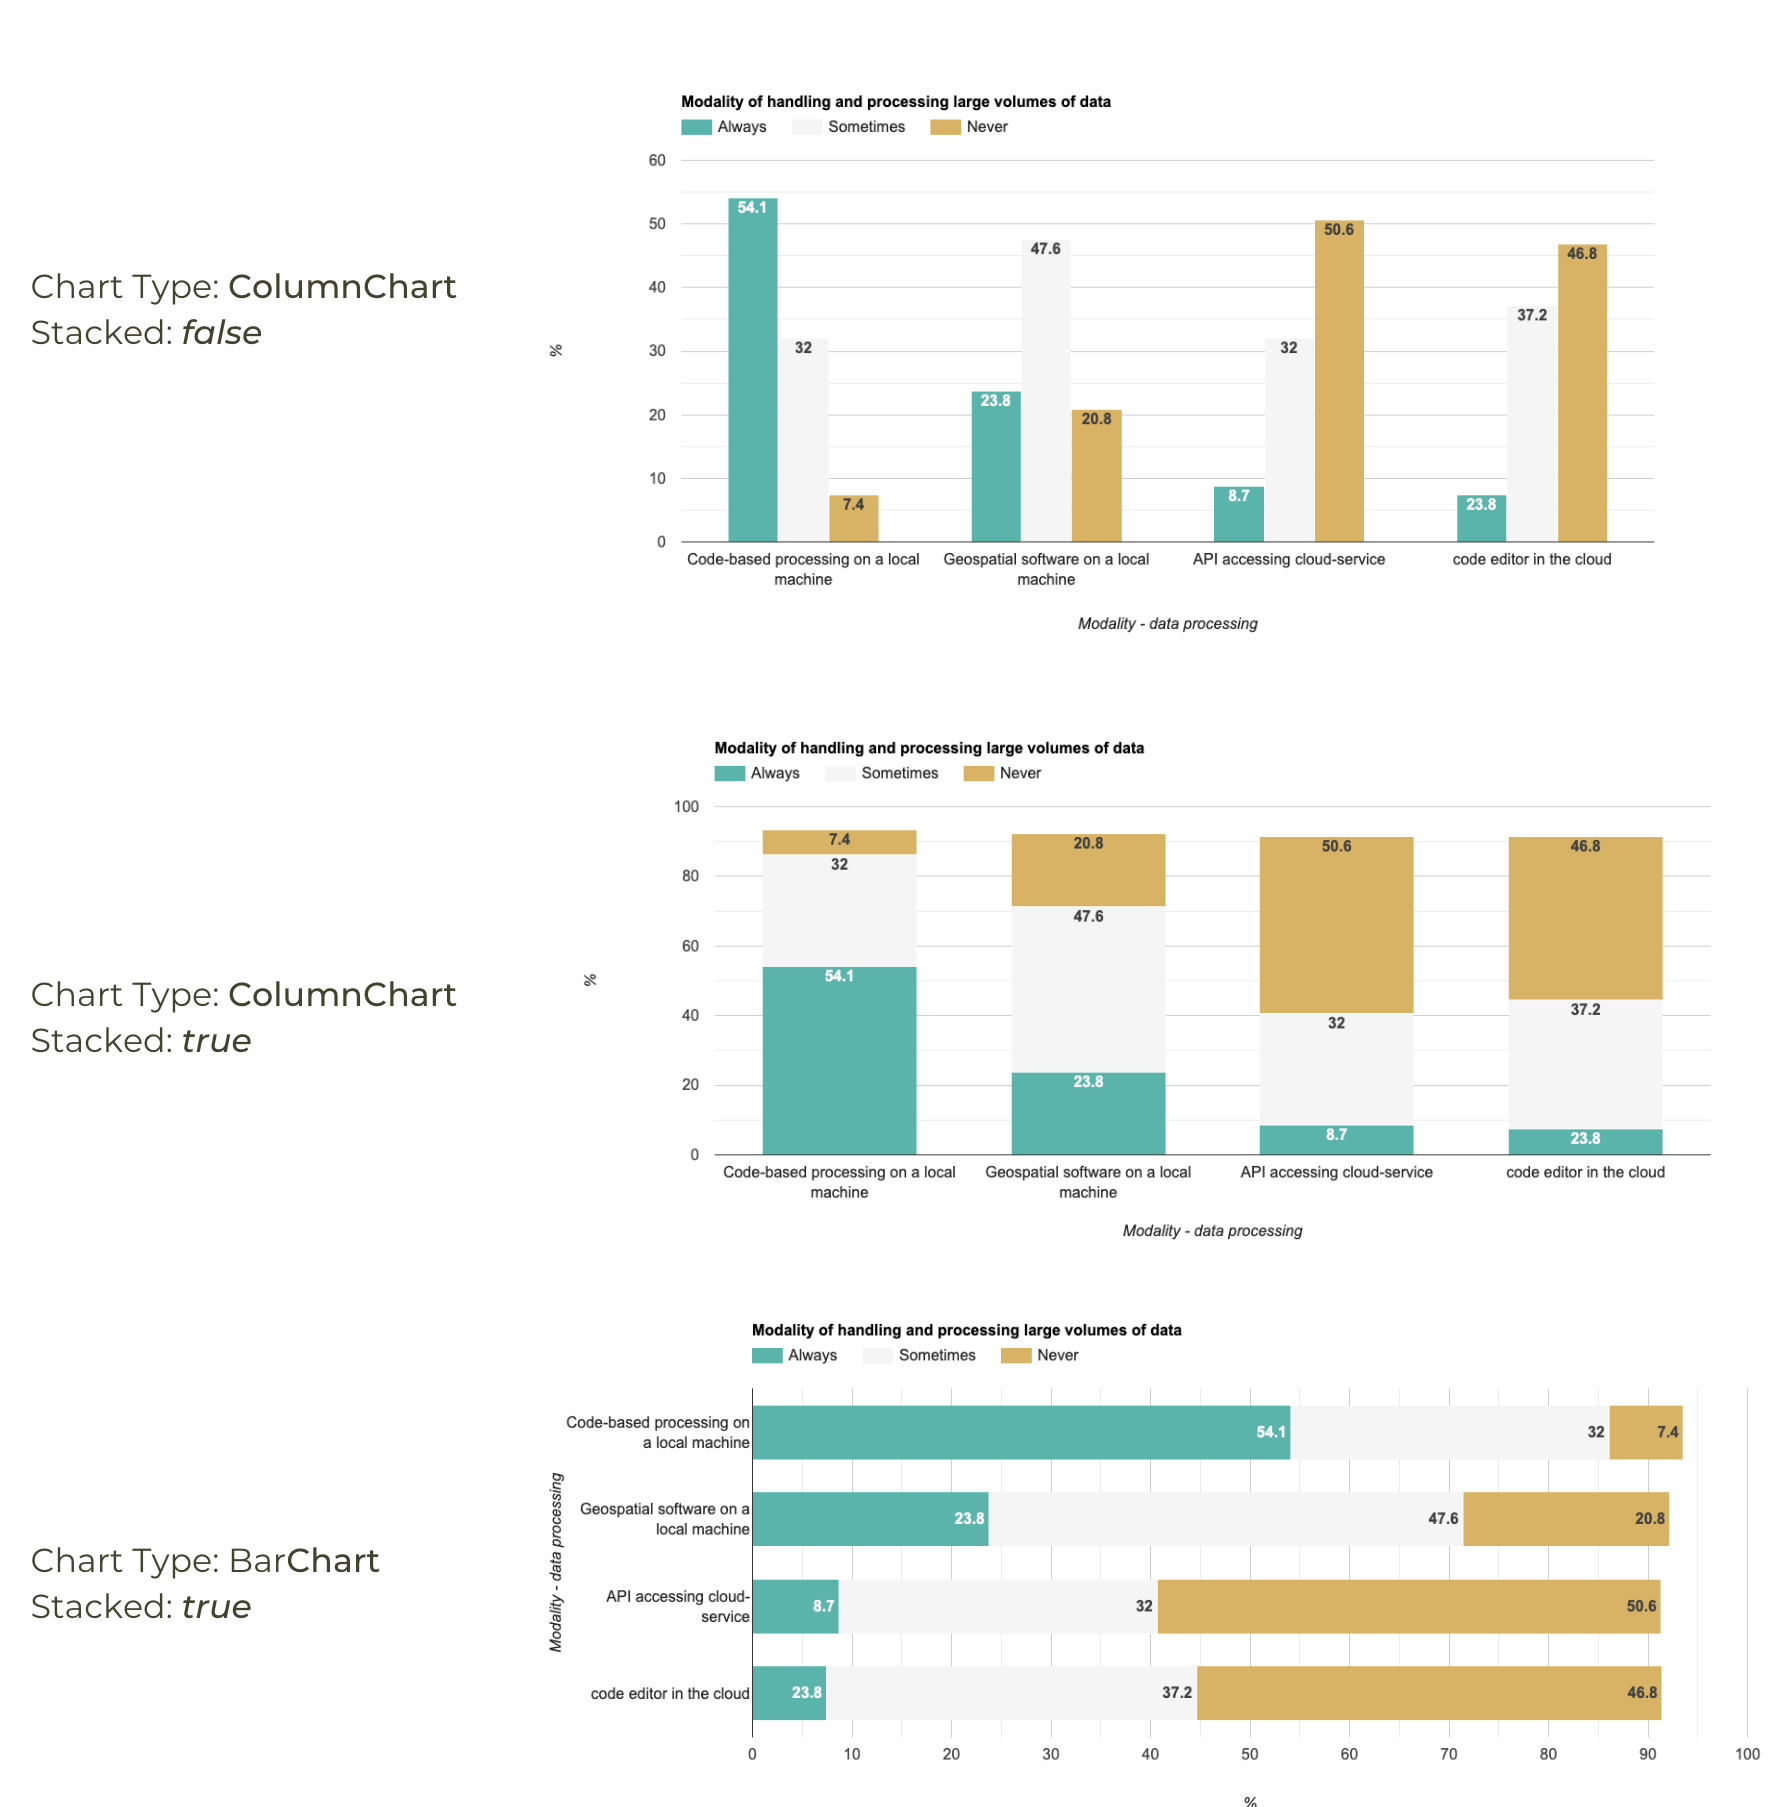 Modality of handling and processing large volumes of data
Always Sometimes Never
60
50
40
30
20
10
0
%
54.1 32 7.4
23.8 47.6 20.8
8.7 32 50.6
23.8 37.2 46.8
Code-based processing on a local
machine
Geospatial software on a local
machine
API accessing cloud-service
code editor in the cloud
Modality - data processing
Chart Type: ColumnChart
Stacked: false
Modality of handling and processing large volumes of data
Always Sometimes Never
100
80
60
40
20
0
%
7.4
32
54.1
20.8
47.6
23.8
50.6
32
8.7
46.8
37.2
23.8
Code-based processing on a local
machine
Geospatial software on a local
machine
API accessing cloud-service
code editor in the cloud
Modality - data processing
Chart Type: ColumnChart
Stacked: true
Modality of handling and processing large volumes of data
Always Sometimes Never
Modality - data processing
Code-based processing on
a local machine
54.1 32 7.4
Geospatial software on a
local machine
23.8 47.6 20.8
API accessing cloud-
service
8.7 32 50.6
code editor in the cloud
23.8 37.2 46.8
0 10 20 30 40 50 60 70 80 90 100
%
Chart Type: BarChart
Stacked: true